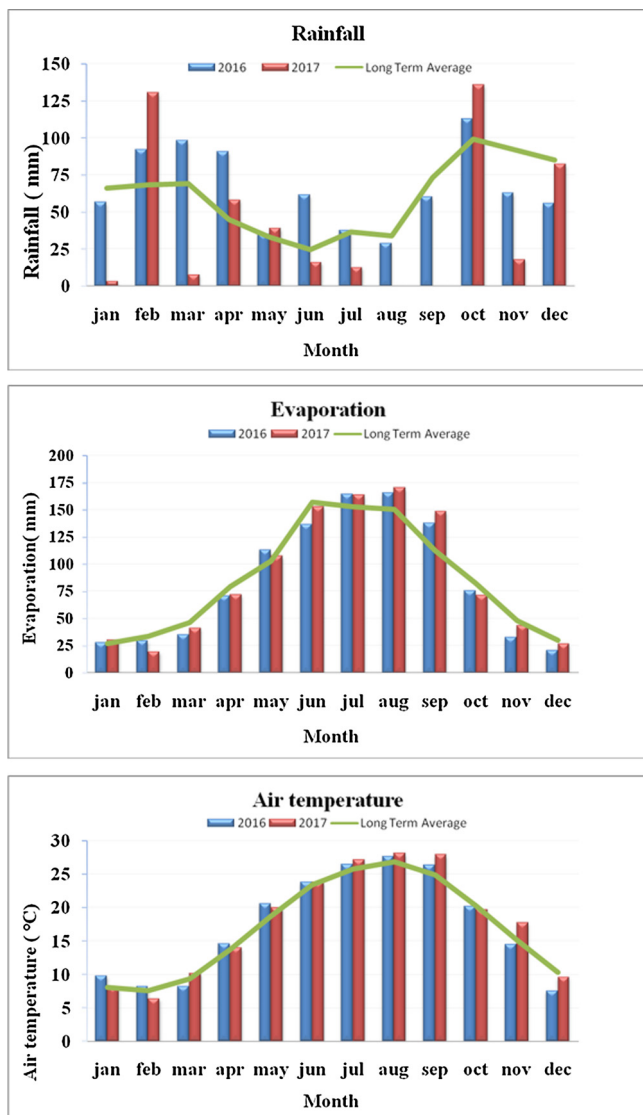 Rainfall
2016 2017 Long Term Average
150
125
100
75
50
25
0
Rainfall ( mm)
jan feb mar apr may jun jul aug sep oct nov dec
Month
Evaporation
2016 2017 Long Term Average
200
175
150
125
100
75
50
25
0
Evaporation( mm)
jan feb mar apr may jun jul aug sep oct nov dec
Month
Air temperature
2016 2017 Long Term Average
30
25
20
15
10
5
0
Air temperature ( °C)
jan feb mar apr may jun jul aug sep oct nov dec
Month